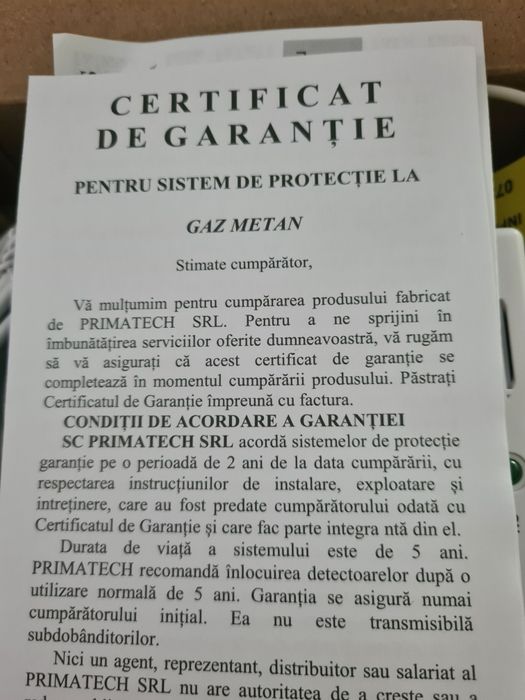 CERTIFICAT
DE GARANȚIE
PENTRU SISTEM DE PROTECȚIE LA
GAZ METAN
Stimate cumpărător,
Vă mulțumim pentru cumpărarea produsului fabricat
de PRIMATECH SRL. Pentru a ne sprijini în
îmbunătățirea serviciilor oferite dumneavoastră, vă rugăm
să vă asigurați că acest certificat de garanție se
completează în momentul cumpărării produsului. Păstrați
Certificatul de Garanție împreună cu factura.
CONDIȚII DE ACORDARE A GARANȚIEI
SC PRIMATECH SRL acordă sistemelor de protecție
garanție pe o perioadă de 2 ani de la data cumpărării, cu
respectarea instrucțiunilor de instalare, exploatare și
intreținere, care au fost predate cumpărătorului odată cu
Certificatul de Garanție și care fac parte integra ntă din el.
Durata de viață a sistemului este de 5 ani.
PRIMATECH recomandă înlocuirea detectoarelor după o
utilizare normală de 5 ani. Garanția se asigură numai
cumpărătorului inițial. Ea nu este transmisibilă
subdobânditorilor.
Nici un agent, reprezentant, distribuitor sau salariat al
PRIMATECH SRL nu are autoritatea de a crește sau a